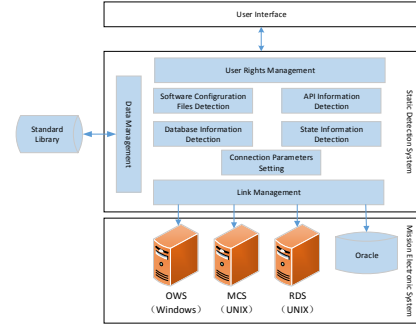 User Interface
User Rights Management
Software Configruration
Files Detection
API Information
Detection
Data Management
Standard
Library
Database Information
Detection
State Information
Detection
Connection Parameters
Setting
Link Management
Static Detection System
OWS
（Windows）
MCS
（UNIX）
RDS
（UNIX）
Oracle
Mission Electronic System